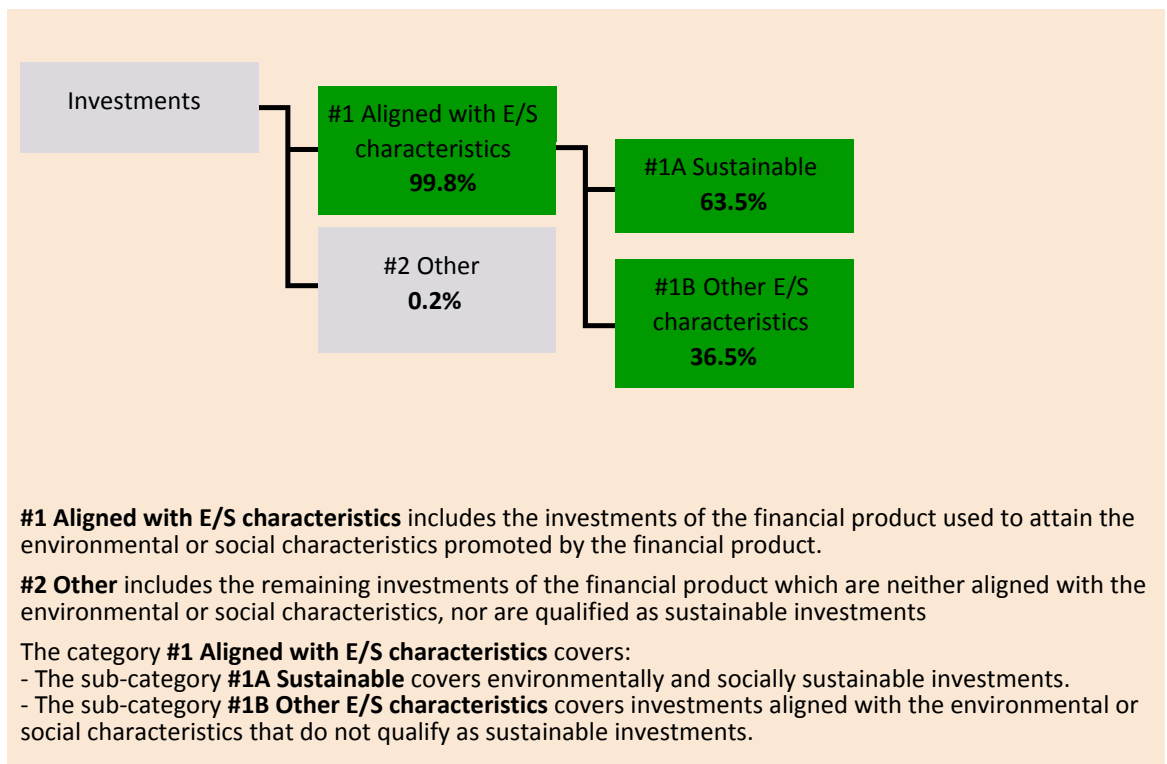 Investments
#1 Aligned with E/S
characteristics
99.8%
#2 Other
0.2%
#1A Sustainable
63.5%
#1B Other E/S
characteristics
36.5%
#1 Aligned with E/S characteristics includes the investments of the financial product used to attain the
environmental or social characteristics promoted by the financial product.
#2 Other includes the remaining investments of the financial product which are neither aligned with the
environmental or social characteristics, nor are qualified as sustainable investments
The category #1 Aligned with E/S characteristics covers:
- The sub-category #1A Sustainable covers environmentally and socially sustainable investments.
- The sub-category #1B Other E/S characteristics covers investments aligned with the environmental or
social characteristics that do not qualify as sustainable investments.